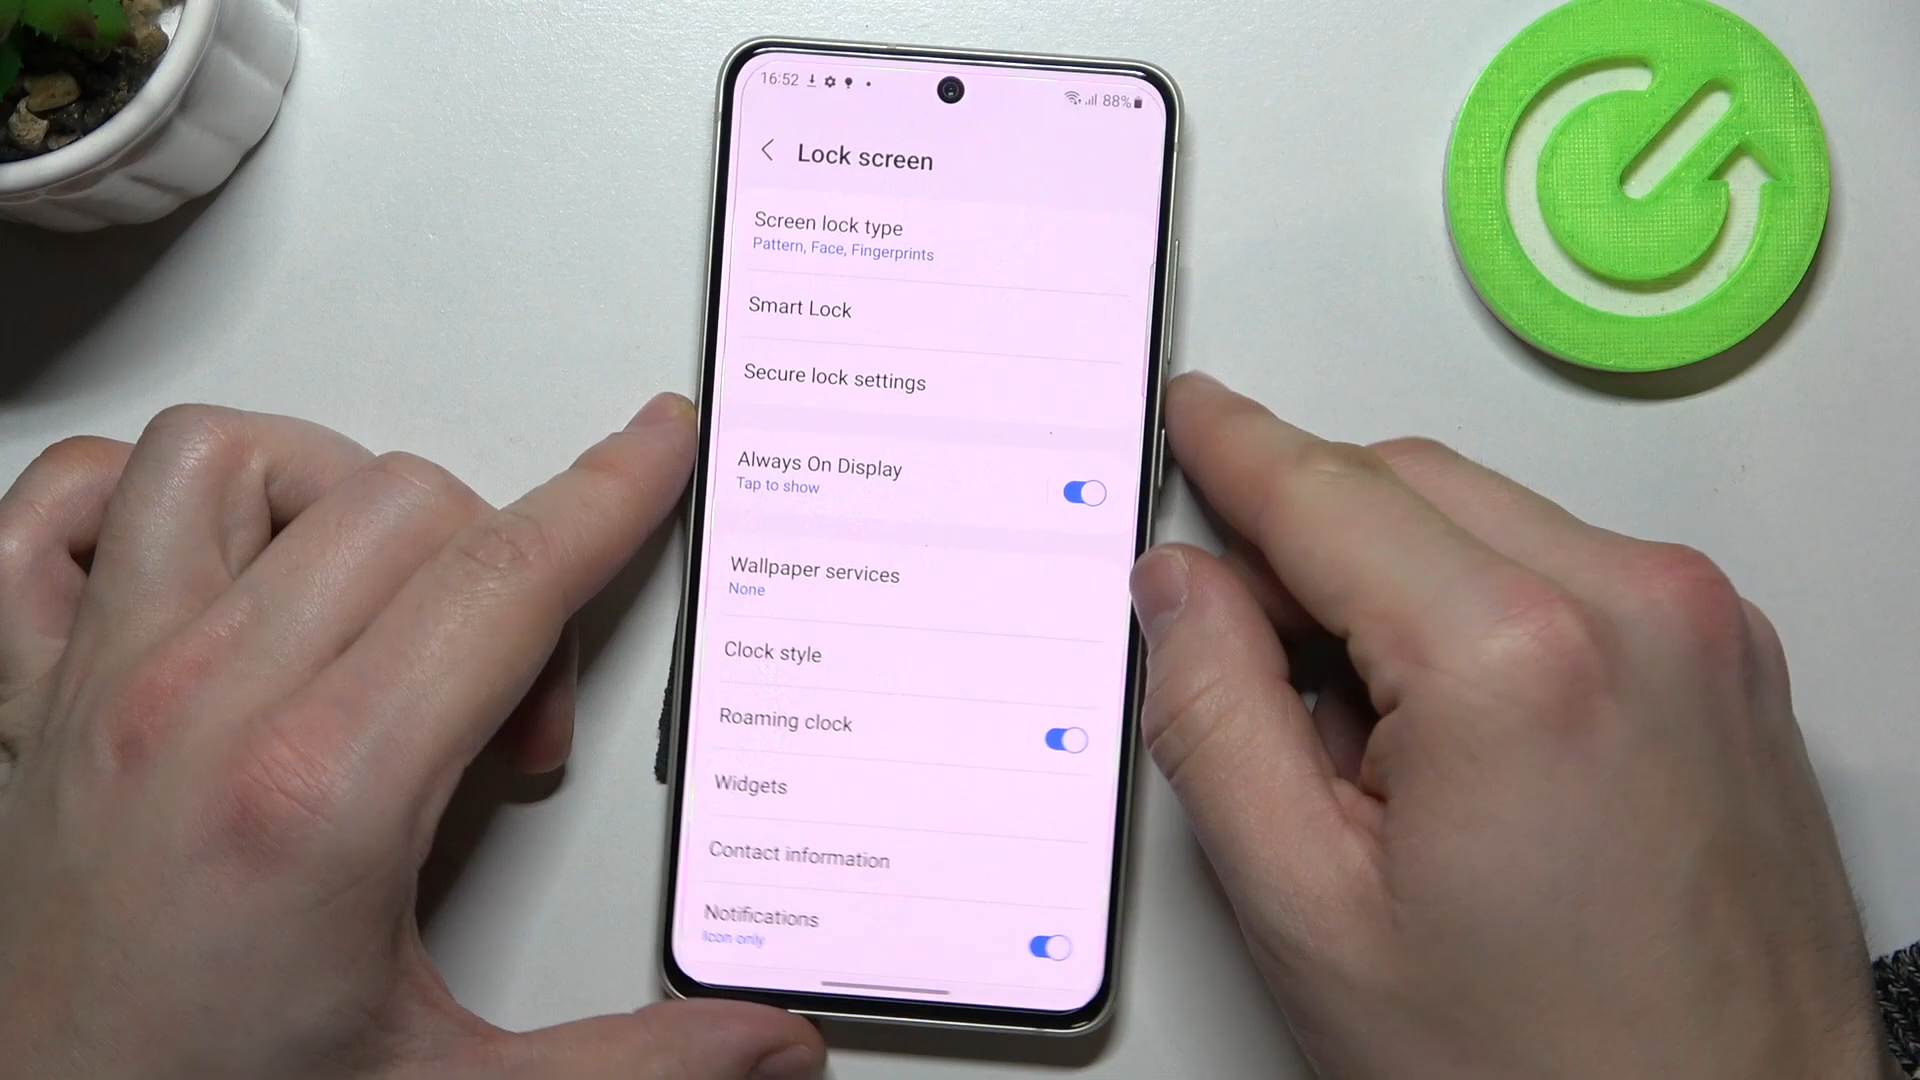 16:52
88%
Lock screen
Screen lock type
Pattern, Face, Fingerprints
Smart Lock
Secure lock settings
Always On Display
Tap to show
Wallpaper services
None
Clock style
Roaming clock
Widgets
Contact information
Notifications
Icon only